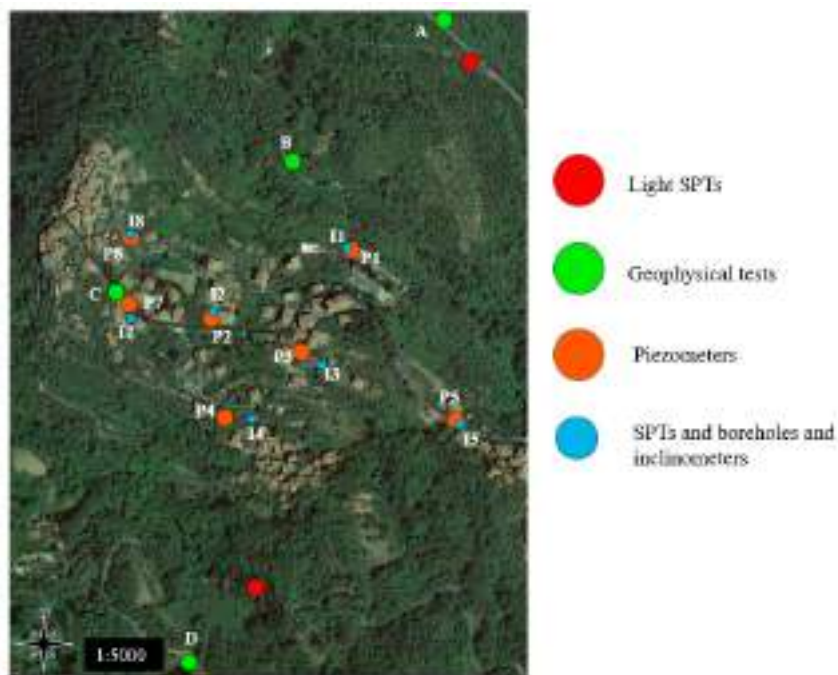 A
B
I8
I1
P1
P8
C
P7
I2
P2
I2
P3
I3
P5
P4
I4
I5
D
1:5000
Light SPTs
Geophysical tests
Piezometers
SPTs and boreholes and
inclinometers